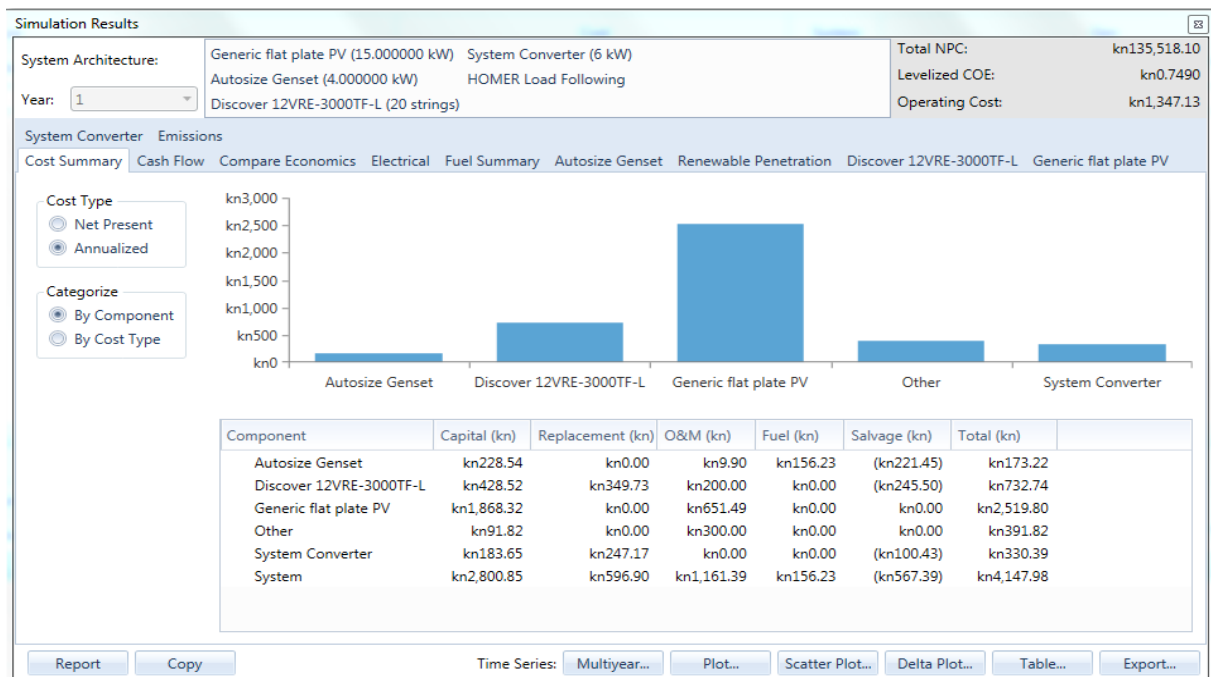 Simulation Results
System Architecture:
Generic flat plate PV (15.000000 kW) System Converter (6 kW)
Autosize Genset (4.000000 kW) HOMER Load Following
Discover 12VRE-3000TF-L (20 strings)
Year: 1
Total NPC: kn135,518.10
Levelized COE: kn0.7490
Operating Cost: kn1,347.13
System Converter Emissions
Cost Summary Cash Flow Compare Economics Electrical Fuel Summary Autosize Genset Renewable Penetration Discover 12VRE-3000TF-L Generic flat plate PV
Cost Type
Net Present
Annualized
Categorize
By Component
By Cost Type
kn3,000
kn2,500
kn2,000
kn1,500
kn1,000
kn500
kn0
Autosize Genset Discover 12VRE-3000TF-L Generic flat plate PV Other System Converter
Component Capital (kn) Replacement (kn) O&M (kn) Fuel (kn) Salvage (kn) Total (kn)
Autosize Genset kn228.54 kn0.00 kn9.90 kn156.23 (kn221.45) kn173.22
Discover 12VRE-3000TF-L kn428.52 kn349.73 kn200.00 kn0.00 (kn245.50) kn732.74
Generic flat plate PV kn1,868.32 kn0.00 kn651.49 kn0.00 kn0.00 kn2,519.80
Other kn91.82 kn0.00 kn300.00 kn0.00 kn0.00 kn391.82
System Converter kn183.65 kn247.17 kn0.00 kn0.00 (kn100.43) kn330.39
System kn2,800.85 kn596.90 kn1,161.39 kn156.23 (kn567.39) kn4,147.98
Report Copy Time Series: Multiyear... Plot... Scatter Plot... Delta Plot... Table... Export...